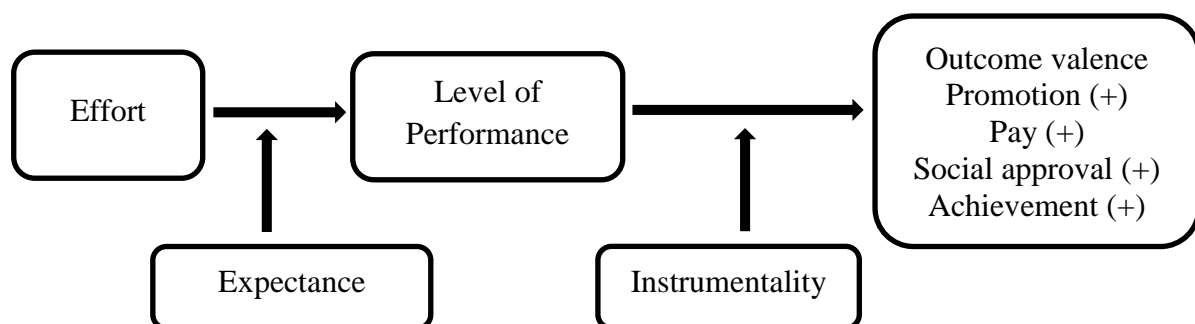 Effort
Level of
Performance
Outcome valence
Promotion (+)
Pay (+)
Social approval (+)
Achievement (+)
Expectance
Instrumentality